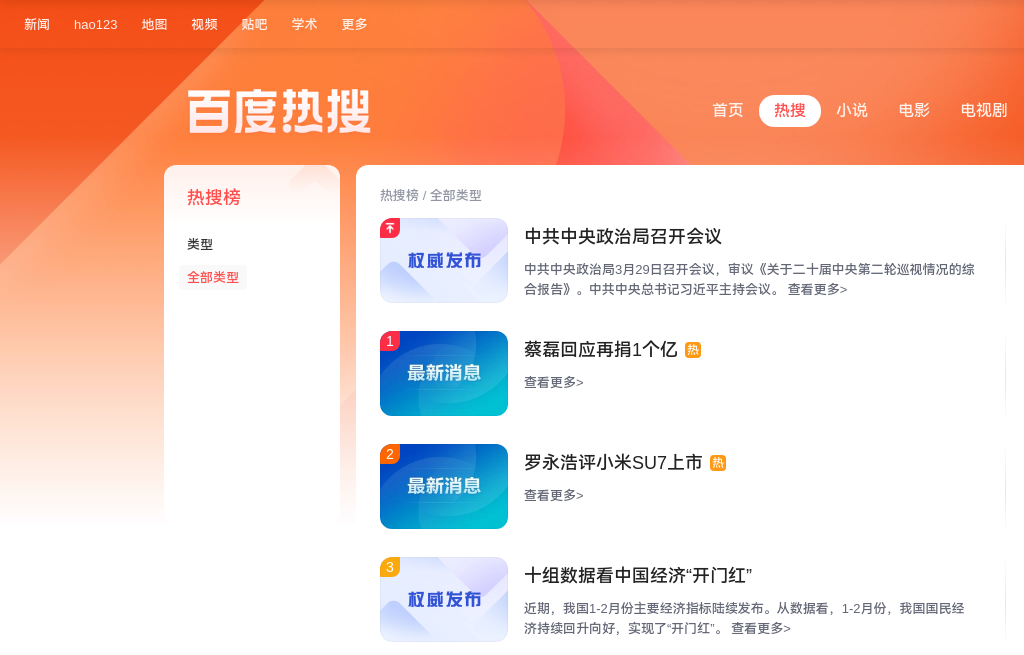 新闻 hao123 地图 视频 贴吧 学术 更多
百度热搜
首页 热搜 小说 电影 电视剧
热搜榜
类型
全部类型
热搜榜 / 全部类型
权威发布
中共中央政治局召开会议
中共中央政治局3月29日召开会议，审议《关于二十届中央第二轮巡视情况的综
合报告》。中共中央总书记习近平主持会议。 查看更多>
1
最新消息
蔡磊回应再捐1个亿 热
查看更多>
2
最新消息
罗永浩评小米SU7上市 热
查看更多>
3
权威发布
十组数据看中国经济“开门红”
近期，我国1-2月份主要经济指标陆续发布。从数据看，1-2月份，我国国民经
济持续回升向好，实现了“开门红”。 查看更多>